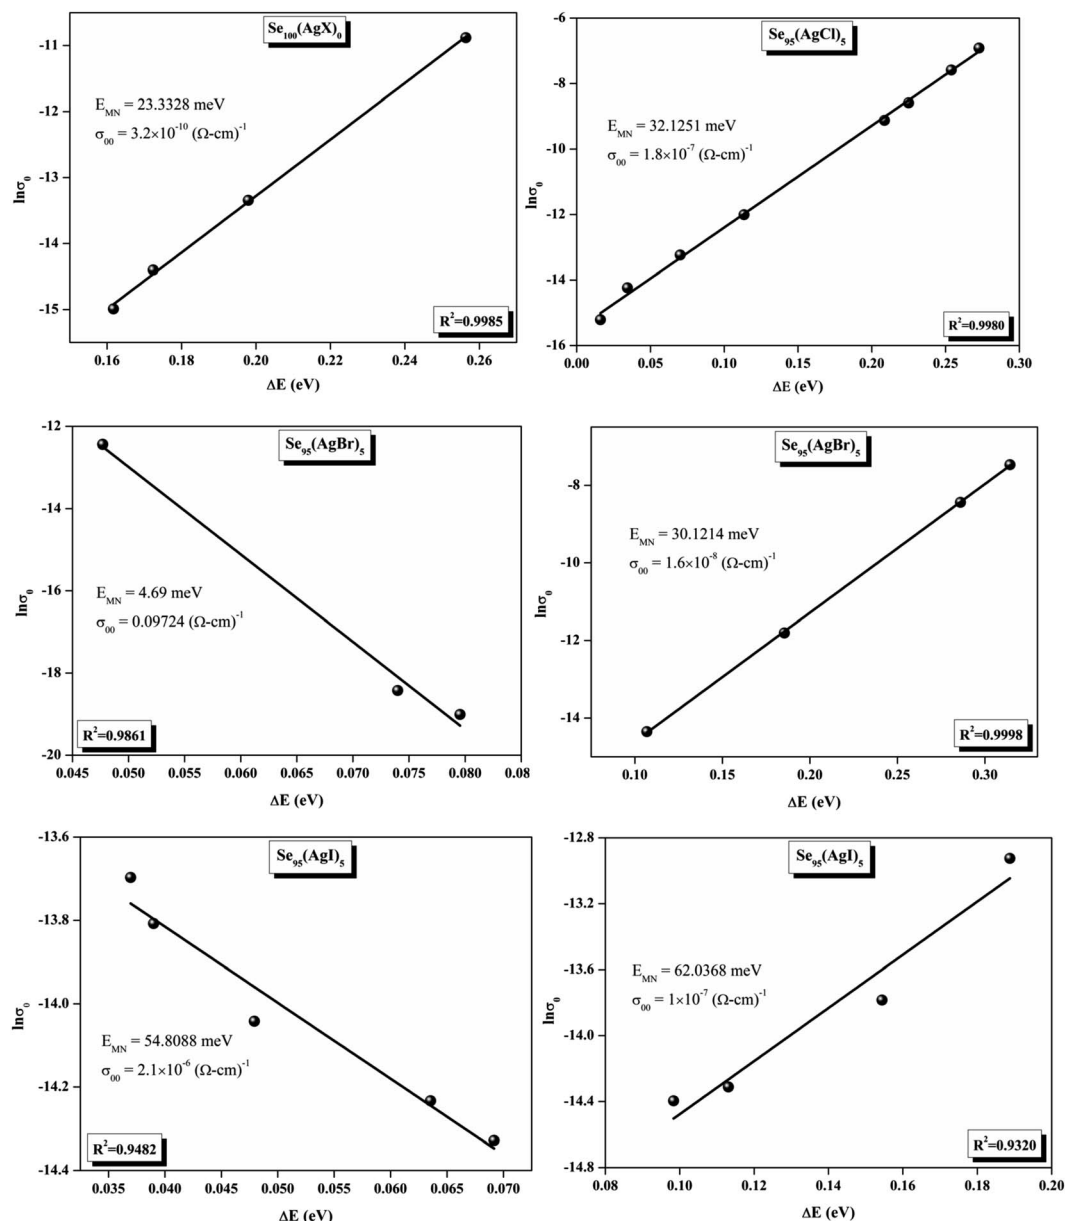 Se₁₀₀(AgX)₀
-11
-12
-13
-14
-15
lnσ₀
E_MN = 23.3328 meV
σ₀₀ = 3.2×10⁻¹⁰ (Ω-cm)⁻¹
R²=0.9985
0.16 0.18 0.20 0.22 0.24 0.26
ΔE (eV)
Se₉₅(AgCl)₅
-6
-8
-10
-12
-14
-16
lnσ₀
E_MN = 32.1251 meV
σ₀₀ = 1.8×10⁻⁷ (Ω-cm)⁻¹
R²=0.9980
0.00 0.05 0.10 0.15 0.20 0.25 0.30
ΔE (eV)
Se₉₅(AgBr)₅
-12
-14
-16
-18
-20
lnσ₀
E_MN = 4.69 meV
σ₀₀ = 0.09724 (Ω-cm)⁻¹
R²=0.9861
0.045 0.050 0.055 0.060 0.065 0.070 0.075 0.080 0.08
ΔE (eV)
Se₉₅(AgBr)₅
-8
-10
-12
-14
lnσ₀
E_MN = 30.1214 meV
σ₀₀ = 1.6×10⁻⁸ (Ω-cm)⁻¹
R²=0.9998
0.10 0.15 0.20 0.25 0.30
ΔE (eV)
Se₉₅(AgI)₅
-13.6
-13.8
-14.0
-14.2
-14.4
lnσ₀
E_MN = 54.8088 meV
σ₀₀ = 2.1×10⁻⁶ (Ω-cm)⁻¹
R²=0.9482
0.035 0.040 0.045 0.050 0.055 0.060 0.065 0.070
ΔE (eV)
Se₉₅(AgI)₅
-12.8
-13.2
-13.6
-14.0
-14.4
-14.8
lnσ₀
E_MN = 62.0368 meV
σ₀₀ = 1×10⁻⁷ (Ω-cm)⁻¹
R²=0.9320
0.08 0.10 0.12 0.14 0.16 0.18 0.20
ΔE (eV)